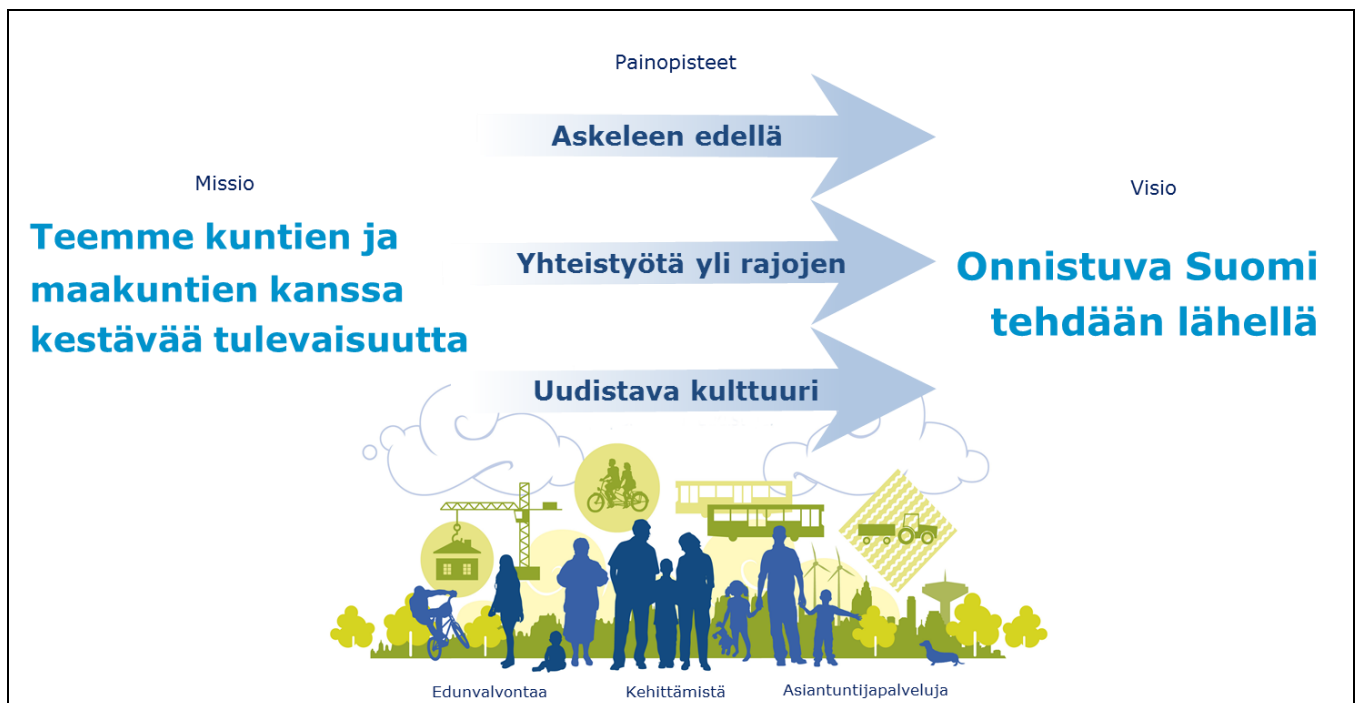 Painopisteet
Askeleen edellä
Missio
Visio
Teemme kuntien ja
maakuntien kanssa
kestävää tulevaisuutta
Yhteistyötä yli rajojen
Onnistuva Suomi
tehdään lähellä
Uudistava kulttuuri
Edunvalvontaa
Kehittämistä
Asiantuntijapalveluja